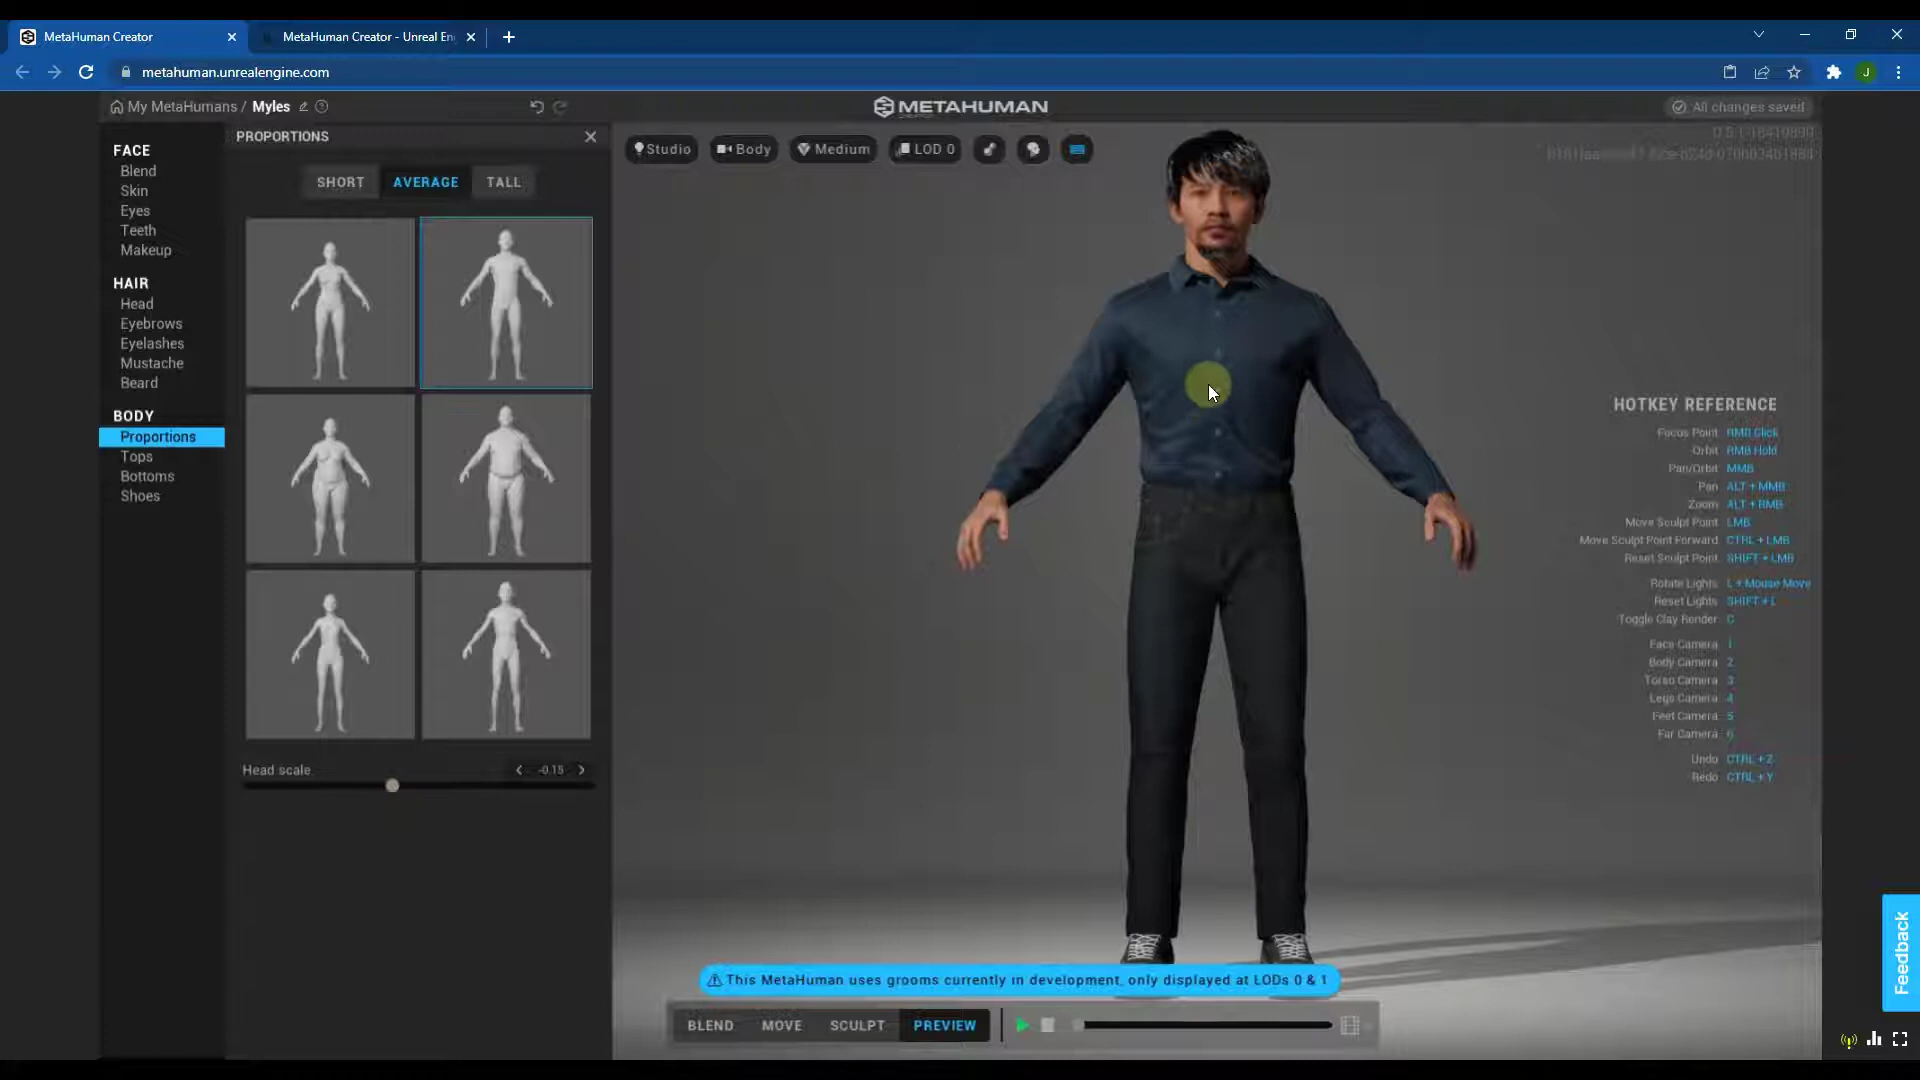 MetaHuman Creator
MetaHuman Creator - Unreal En
metahuman.unrealengine.com
J
My MetaHumans / Myles
METAHUMAN
All changes saved
FACE
Blend
Skin
Eyes
Teeth
Makeup
HAIR
Head
Eyebrows
Eyelashes
Mustache
Beard
BODY
Proportions
Tops
Bottoms
Shoes
PROPORTIONS
SHORT
AVERAGE
TALL
Head scale
-0.15
Studio
Body
Medium
LOD 0
HOTKEY REFERENCE
Focus Point RMB Click
Orbit RMB Hold
Pan/Orbit MMB
Pan ALT + MMB
Zoom ALT + RMB
Move Sculpt Point LMB
Move Sculpt Point Forward CTRL + LMB
Reset Sculpt Point SHIFT + LMB
Rotate Lights L + Mouse Move
Reset Lights SHIFT + L
Toggle Clay Render C
Face Camera 1
Body Camera 2
Torso Camera 3
Legs Camera 4
Feet Camera 5
Far Camera 6
Undo CTRL + Z
Redo CTRL + Y
This MetaHuman uses grooms currently in development, only displayed at LODs 0 & 1
BLEND
MOVE
SCULPT
PREVIEW
Feedback